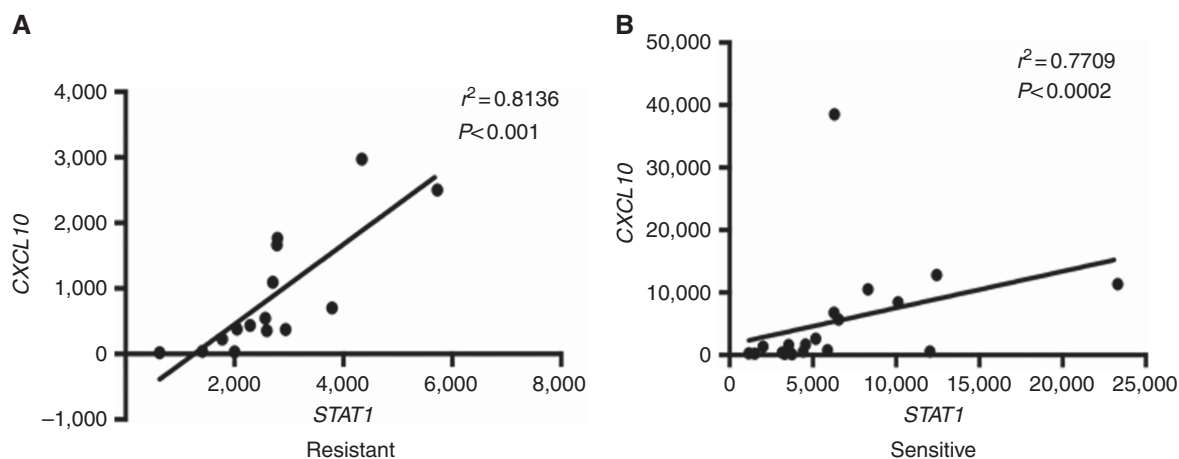 A
r²=0.8136
P<0.001
4,000
3,000
2,000
1,000
0
−1,000
CXCL10
2,000 4,000 6,000 8,000
STAT1
Resistant
B
r²=0.7709
P<0.0002
50,000
40,000
30,000
20,000
10,000
0
CXCL10
0 5,000 10,000 15,000 20,000 25,000
STAT1
Sensitive